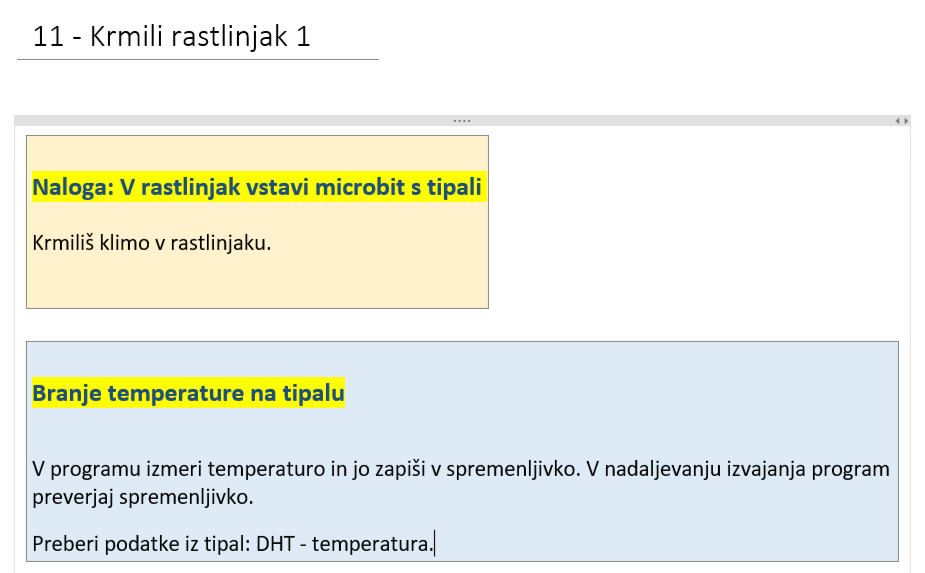 11 - Krmili rastlinjak 1
Naloga: V rastlinjak vstavi microbit s tipali
Krmiliš klimo v rastlinjaku.
Branje temperature na tipalu
V programu izmeri temperaturo in jo zapiši v spremenljivko. V nadaljevanju izvajanja program
preverjaj spremenljivko.
Preberi podatke iz tipal: DHT - temperatura.